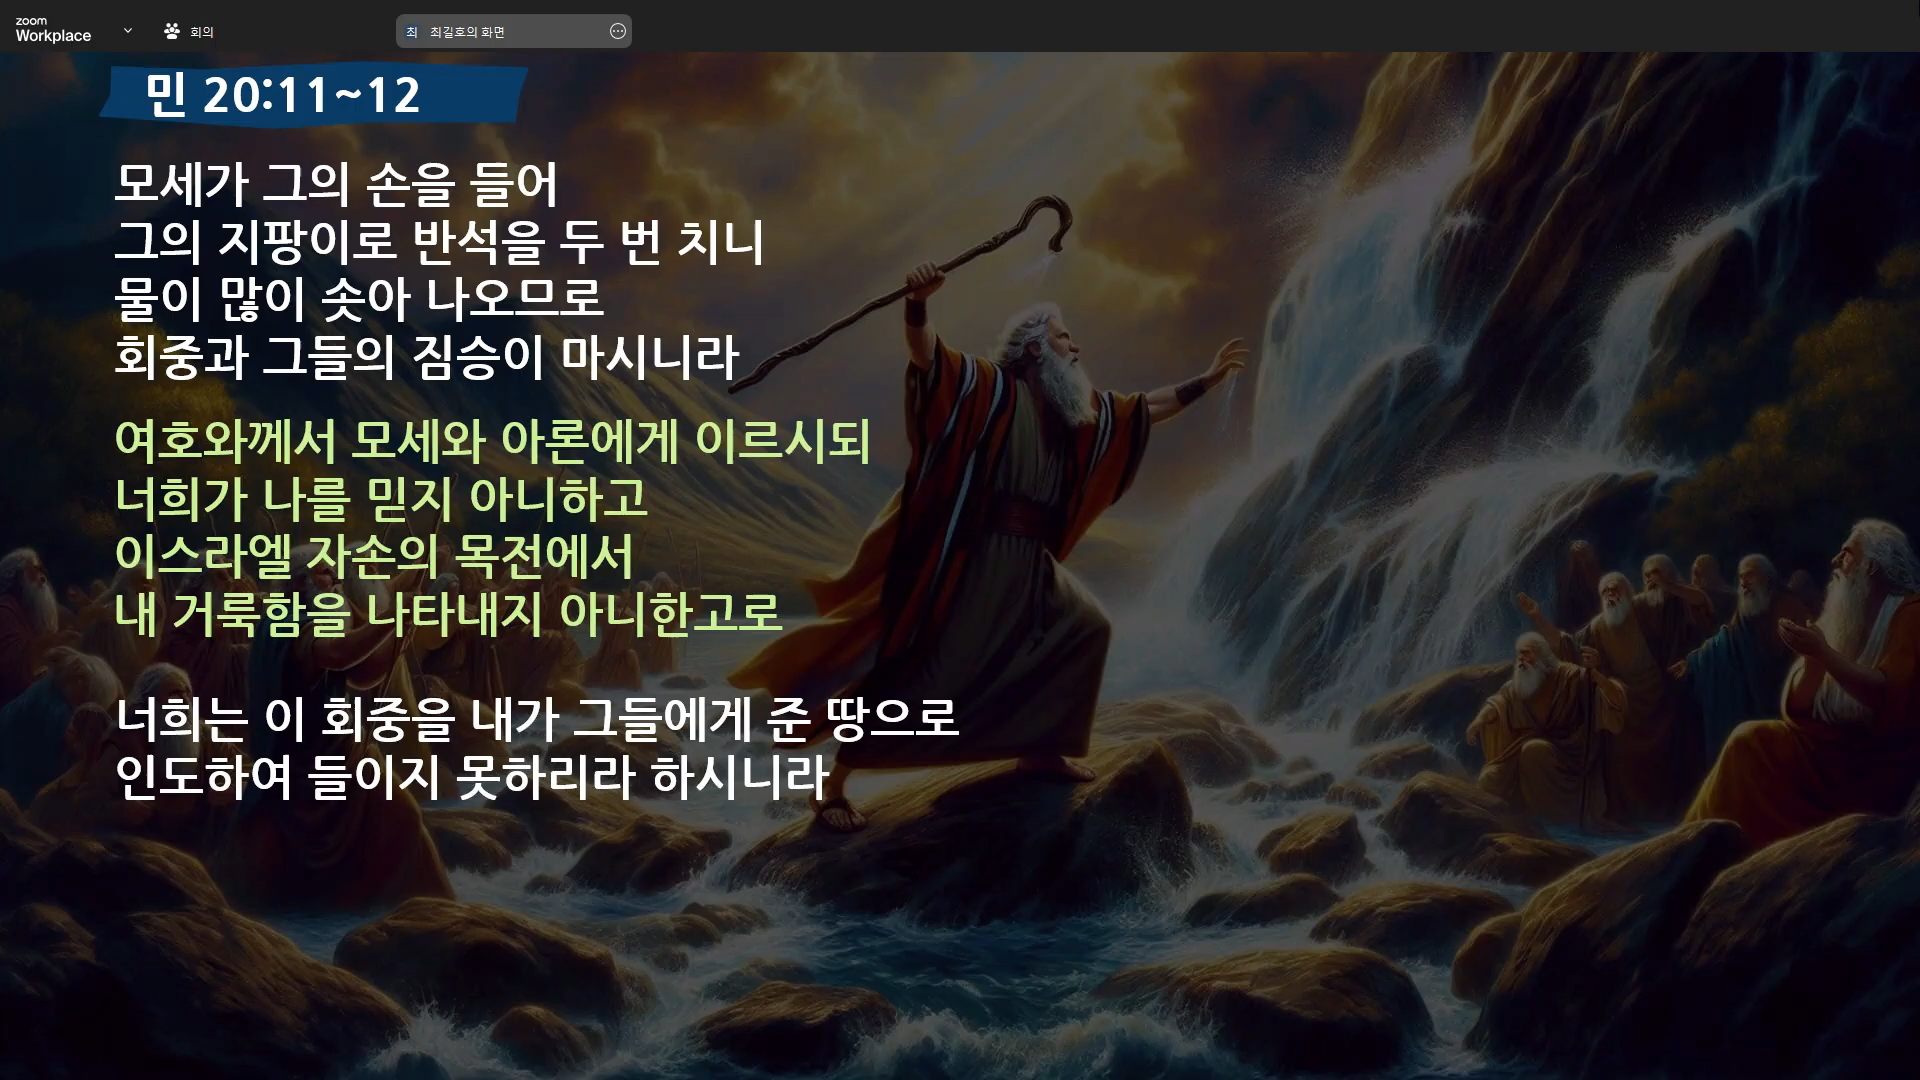 zoom
Workplace
회의
최 최길호의 화면
민 20:11~12
모세가 그의 손을 들어
그의 지팡이로 반석을 두 번 치니
물이 많이 솟아 나오므로
회중과 그들의 짐승이 마시니라
여호와께서 모세와 아론에게 이르시되
너희가 나를 믿지 아니하고
이스라엘 자손의 목전에서
내 거룩함을 나타내지 아니한고로
너희는 이 회중을 내가 그들에게 준 땅으로
인도하여 들이지 못하리라 하시니라